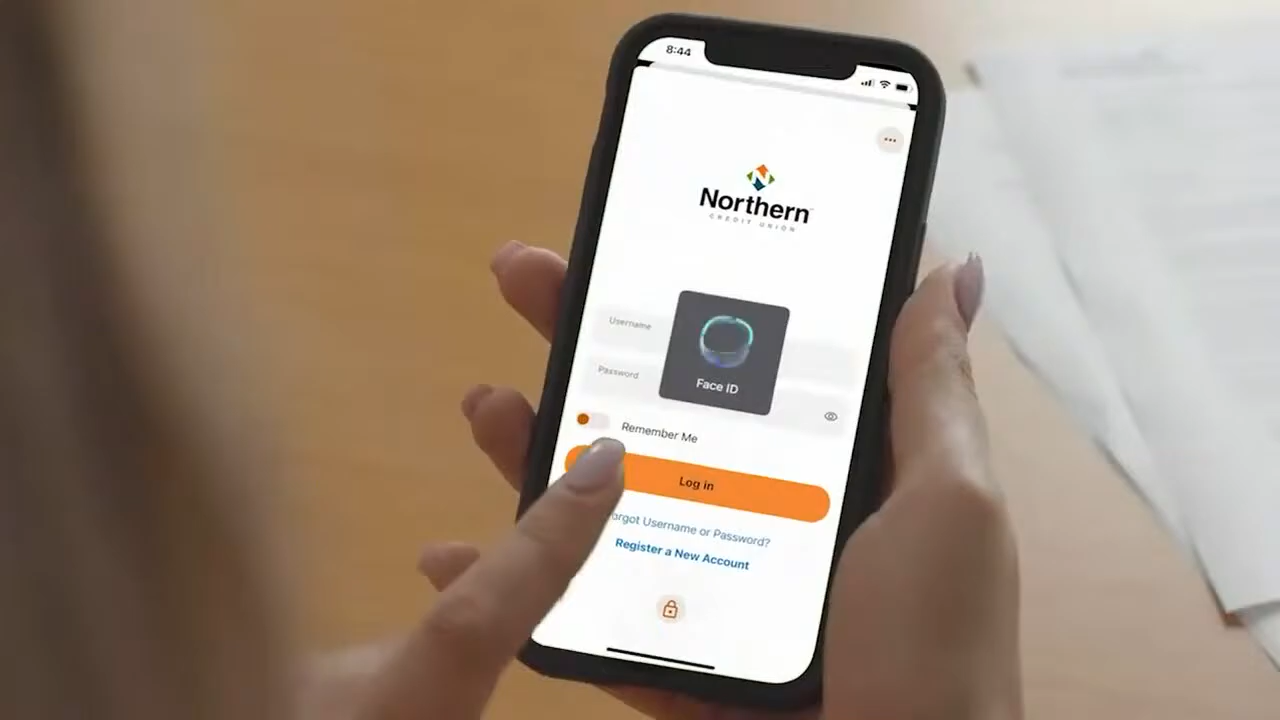 8:44
Northern
CREDIT UNION
Username
Password
Face ID
Remember Me
Log in
orgot Username or Password?
Register a New Account